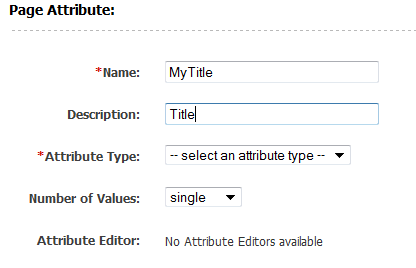 Page Attribute:
*Name: MyTitle
Description: Title
*Attribute Type: -- select an attribute type --
Number of Values: single
Attribute Editor: No Attribute Editors available